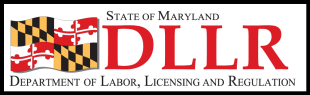 STATE OF MARYLAND
DLLR
DEPARTMENT OF LABOR, LICENSING AND REGULATION